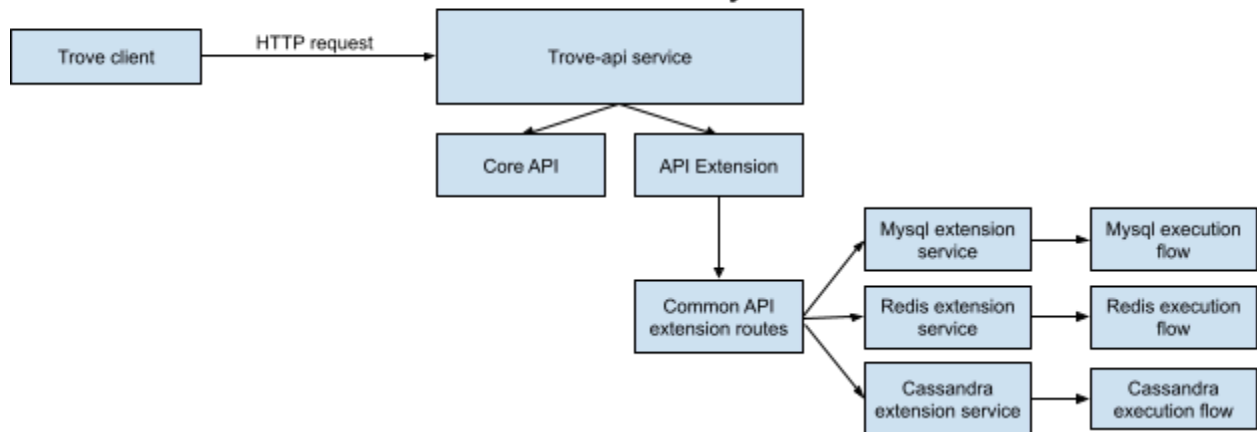 HTTP request
Trove client
Trove-api service
Core API
API Extension
Mysql extension
service
Mysql execution
flow
Common API
extension routes
Redis extension
service
Redis execution
flow
Cassandra
extension service
Cassandra
execution flow